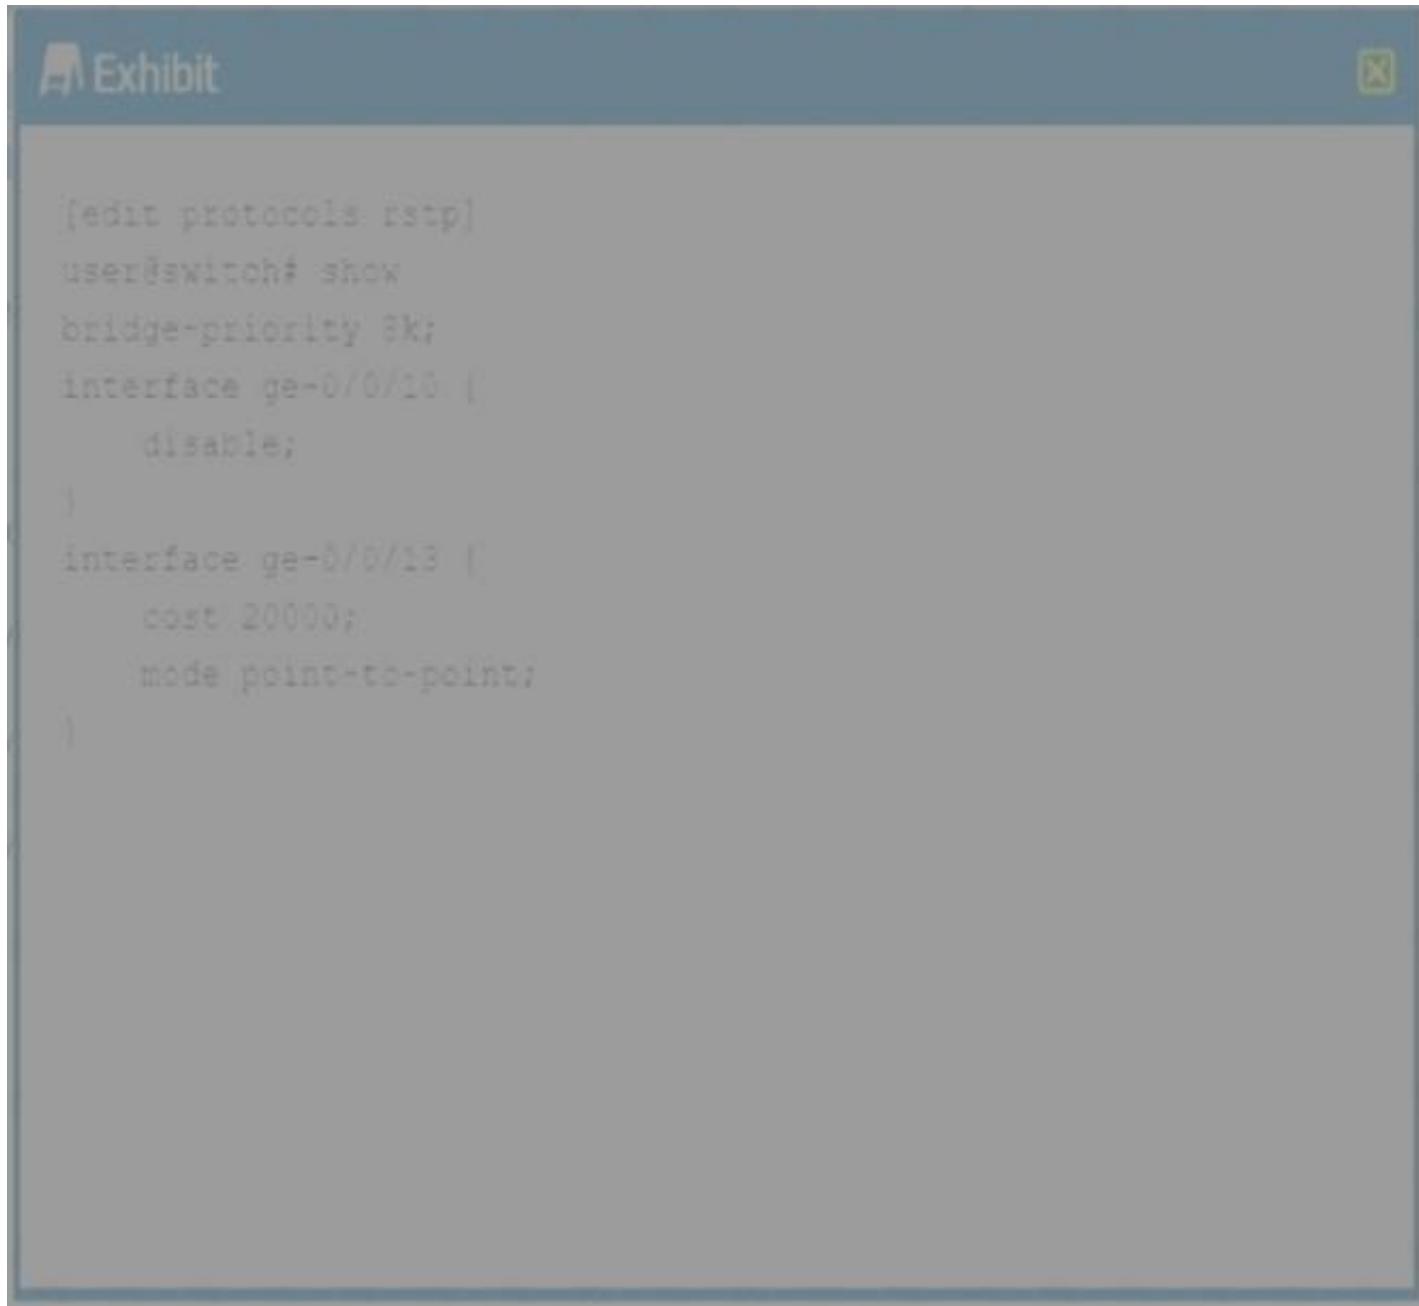 Exhibit
[edit protocols rstp]
user@switch# show
bridge-priority 8k;
interface ge-0/0/10 {
disable;
}
interface ge-0/0/13 {
cost 20000;
mode point-to-point;
}